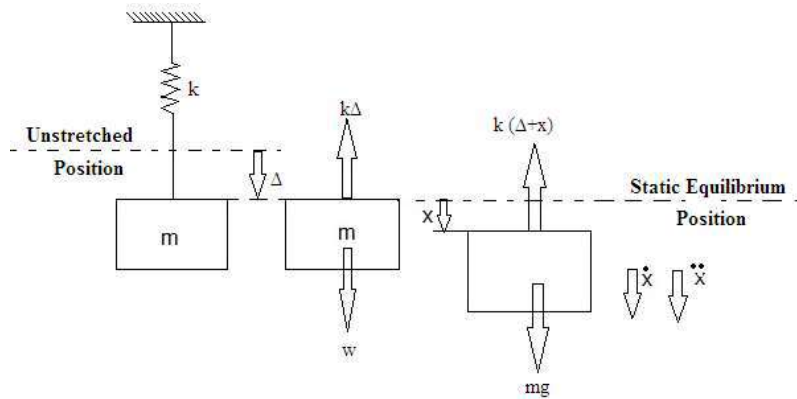 k
kΔ
k (Δ+x)
Unstretched
Position
Δ
Static Equilibrium
Position
x
m
m
ẋ ẍ
w
mg